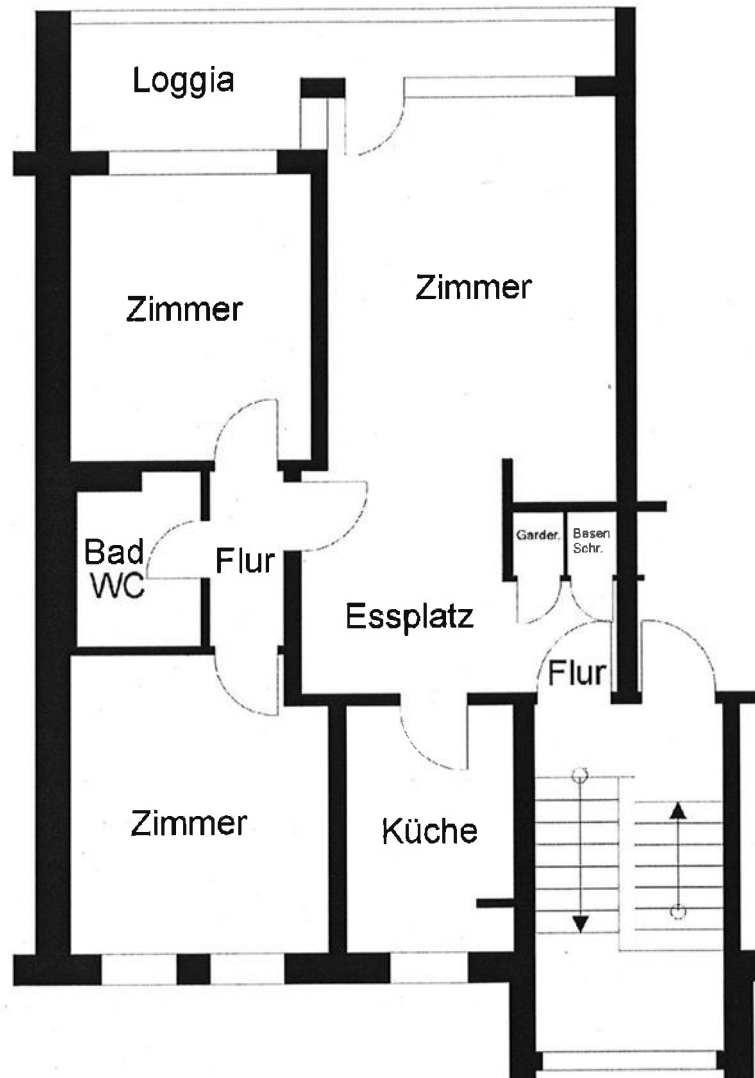 Loggia
Zimmer
Zimmer
Garder.
Besen
Schr.
Bad
WC
Flur
Essplatz
Flur
Zimmer
Küche